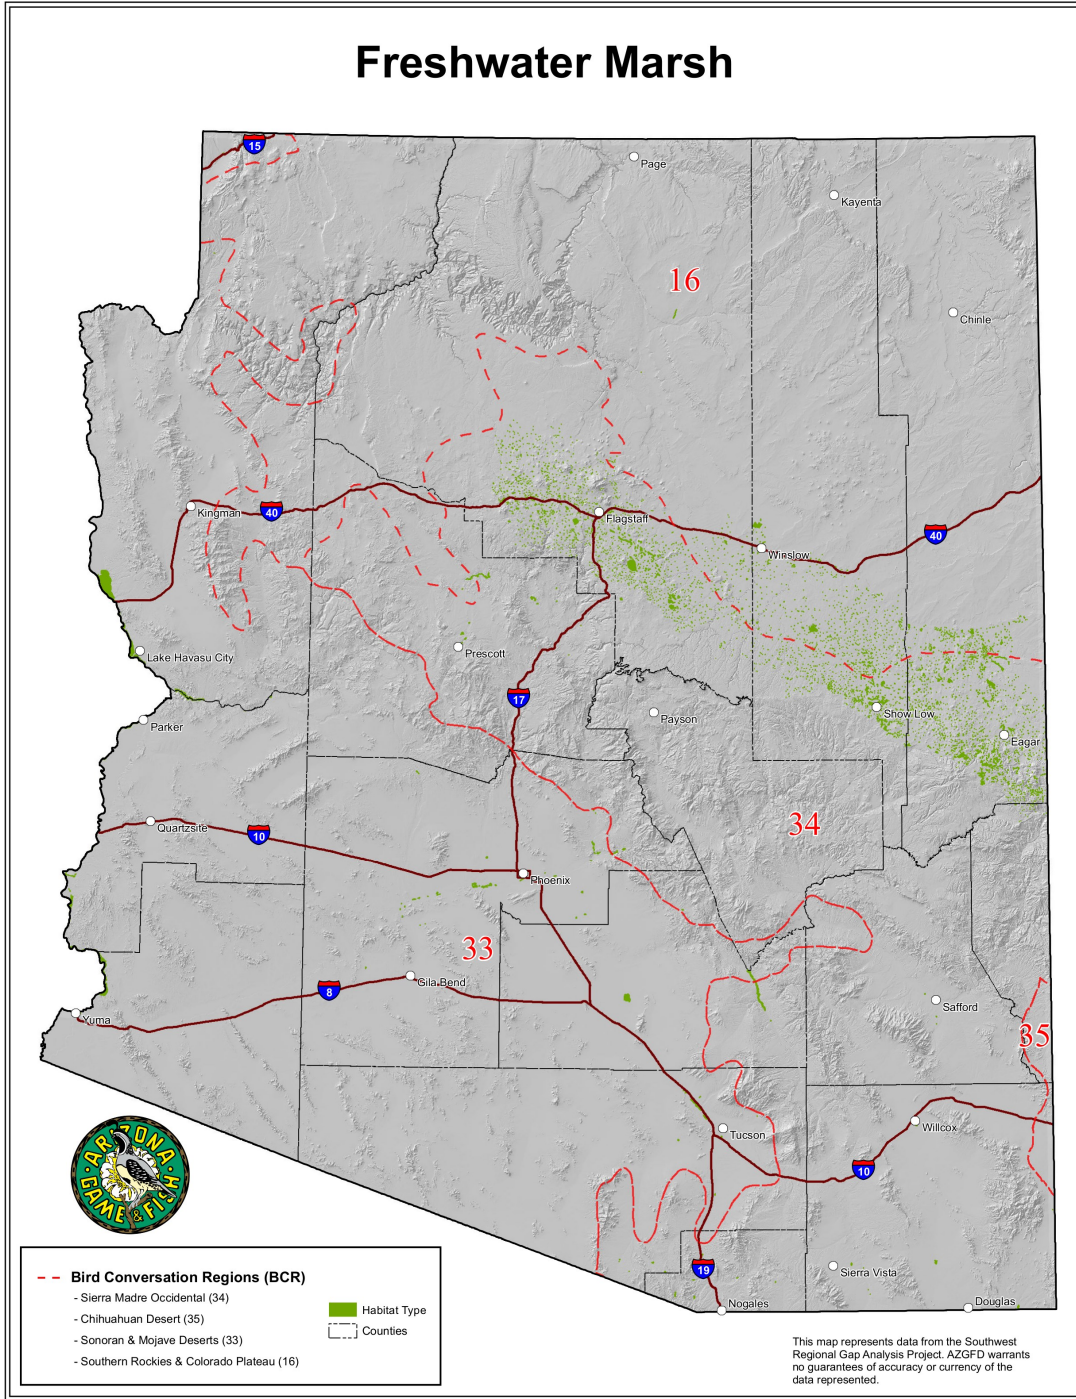 Freshwater Marsh
15
Page
Kayenta
16
Chinle
Kingman
40
Flagstaff
40
Winslow
Lake Havasu City
Prescott
17
Parker
Payson
Show Low
Eagar
Quartzsite
10
34
Phoenix
33
Gila Bend
8
Safford
Yuma
35
Tucson
Willcox
10
ARIZONA
GAME & FISH
19
Sierra Vista
Nogales
Douglas
Bird Conversation Regions (BCR)
- Sierra Madre Occidental (34)
- Chihuahuan Desert (35)
- Sonoran & Mojave Deserts (33)
- Southern Rockies & Colorado Plateau (16)
Habitat Type
Counties
This map represents data from the Southwest
Regional Gap Analysis Project. AZGFD warrants
no guarantees of accuracy or currency of the
data represented.